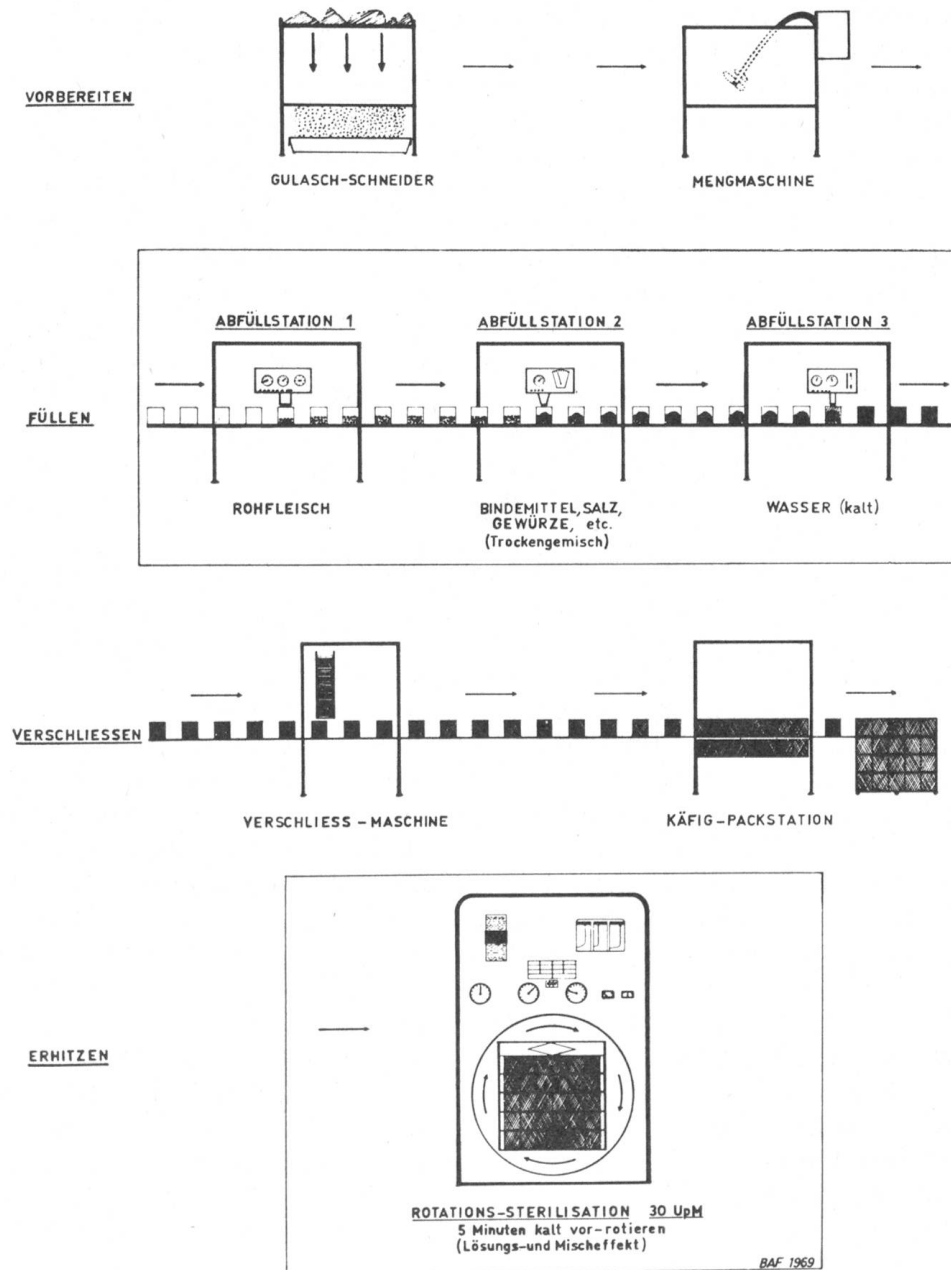 VORBEREITEN
GULASCH-SCHNEIDER
MENGMASCHINE
ABFÜLLSTATION 1
ABFÜLLSTATION 2
ABFÜLLSTATION 3
FÜLLEN
ROHFLEISCH
BINDEMITTEL, SALZ,
GEWÜRZE, etc.
(Trockengemisch)
WASSER (kalt)
VERSCHLIESSEN
VERSCHLIESS-MASCHINE
KÄFIG-PACKSTATION
ERHITZEN
ROTATIONS-STERILISATION 30 UpM
5 Minuten kalt vor-rotieren
(Lösungs-und Mischeffekt)
BAF 1969